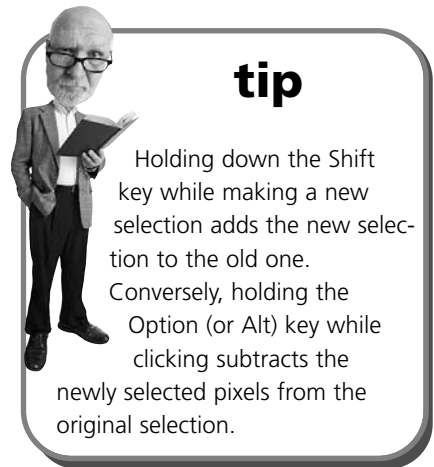 tip
Holding down the Shift
key while making a new
selection adds the new selec-
tion to the old one.
Conversely, holding the
Option (or Alt) key while
clicking subtracts the
newly selected pixels from the
original selection.